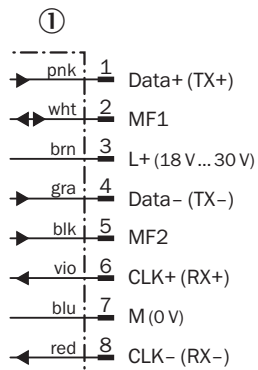 ①
pnk 1 Data+ (TX+)
wht 2 MF1
brn 3 L+ (18 V... 30 V)
gra 4 Data– (TX–)
blk 5 MF2
vio 6 CLK+ (RX+)
blu 7 M (0 V)
red 8 CLK– (RX–)